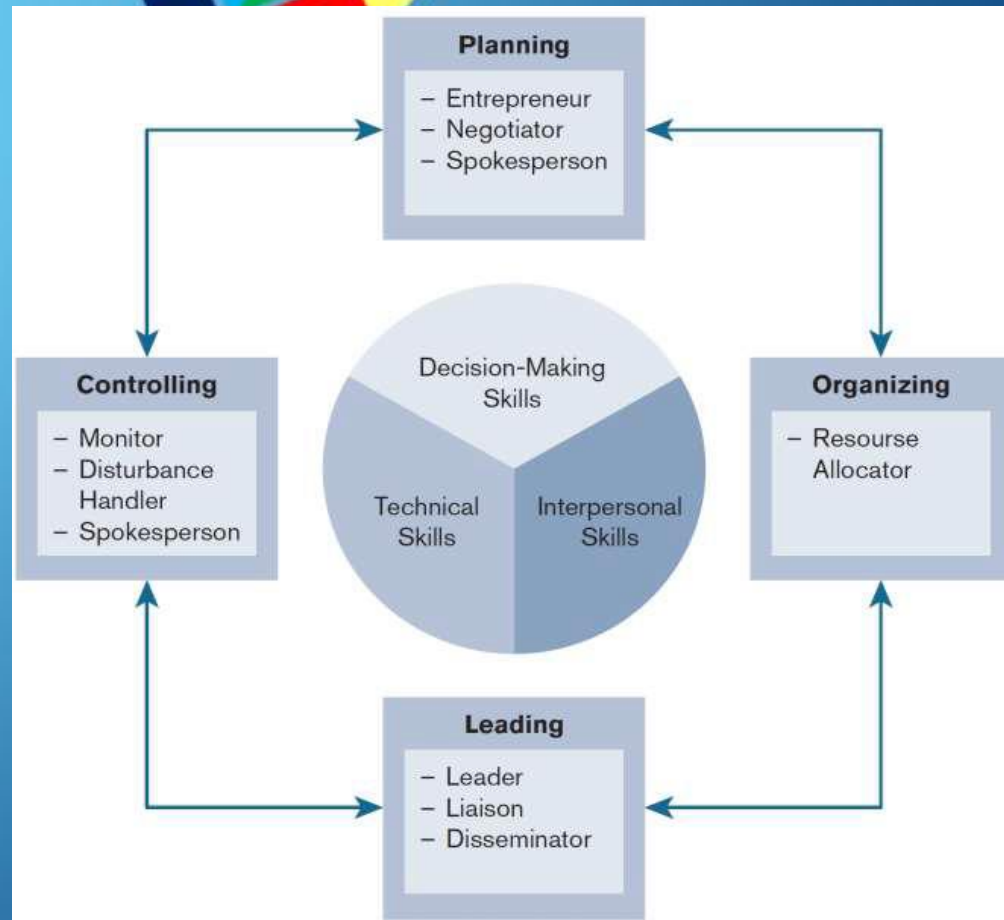 Planning
– Entrepreneur
– Negotiator
– Spokesperson
Controlling
– Monitor
– Disturbance
Handler
– Spokesperson
Decision-Making
Skills
Technical
Skills
Interpersonal
Skills
Organizing
– Resourse
Allocator
Leading
– Leader
– Liaison
– Disseminator